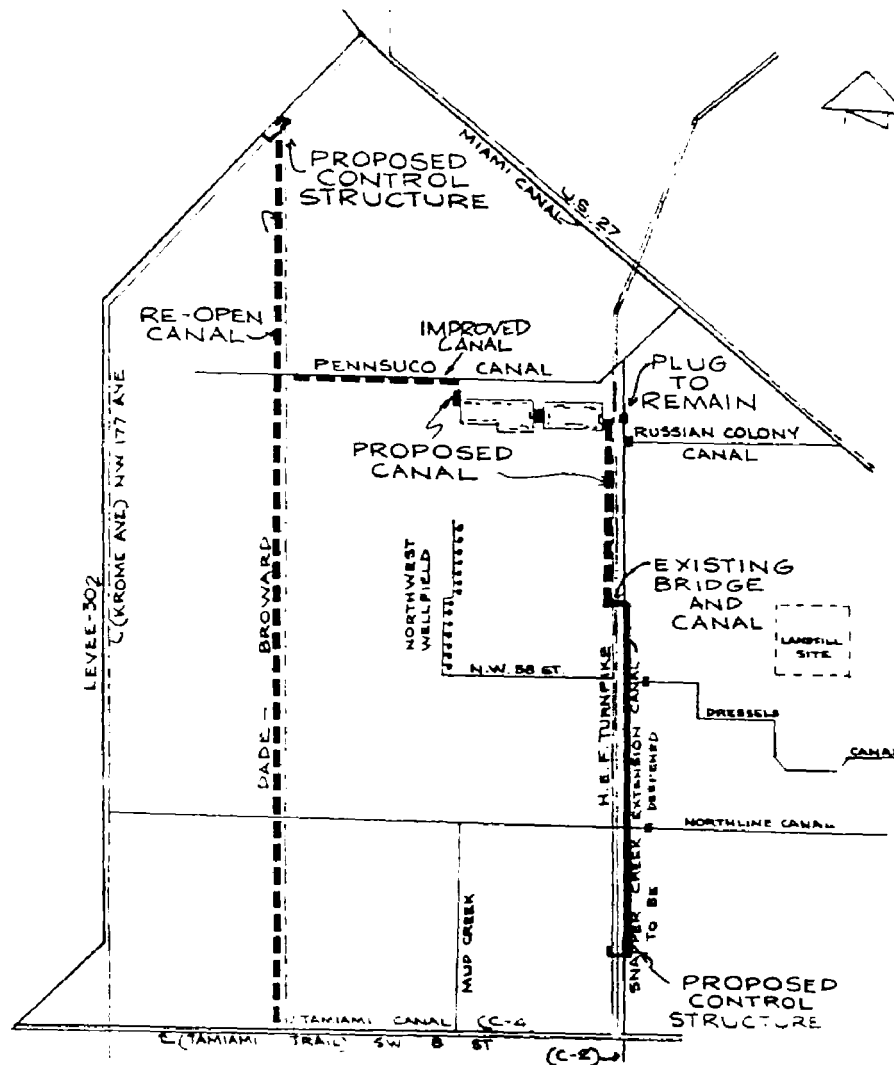 MIAMI CANAL
U.S. 27
PROPOSED
CONTROL
STRUCTURE
RE-OPEN
CANAL
IMPROVED
CANAL
PENNSUCO CANAL
PLUG
TO
REMAIN
RUSSIAN COLONY
CANAL
PROPOSED
CANAL
LEVEE-302
℄(KROME AVE) NW 177 AVE
DADE - BROWARD
NORTHWEST
WELLFIELD
EXISTING
BRIDGE
AND
CANAL
LANDFILL
SITE
N.W. 58 ST.
H.E.F. TURNPIKE
SNAPPER CREEK EXTENSION CANAL
TO BE DEEPENED
DRESSELS
CANAL
NORTHLINE CANAL
MUD CREEK
PROPOSED
CONTROL
STRUCTURE
TAMIAMI CANAL (C-4
℄(TAMIAMI TRAIL) SW 8 ST
(C-2)